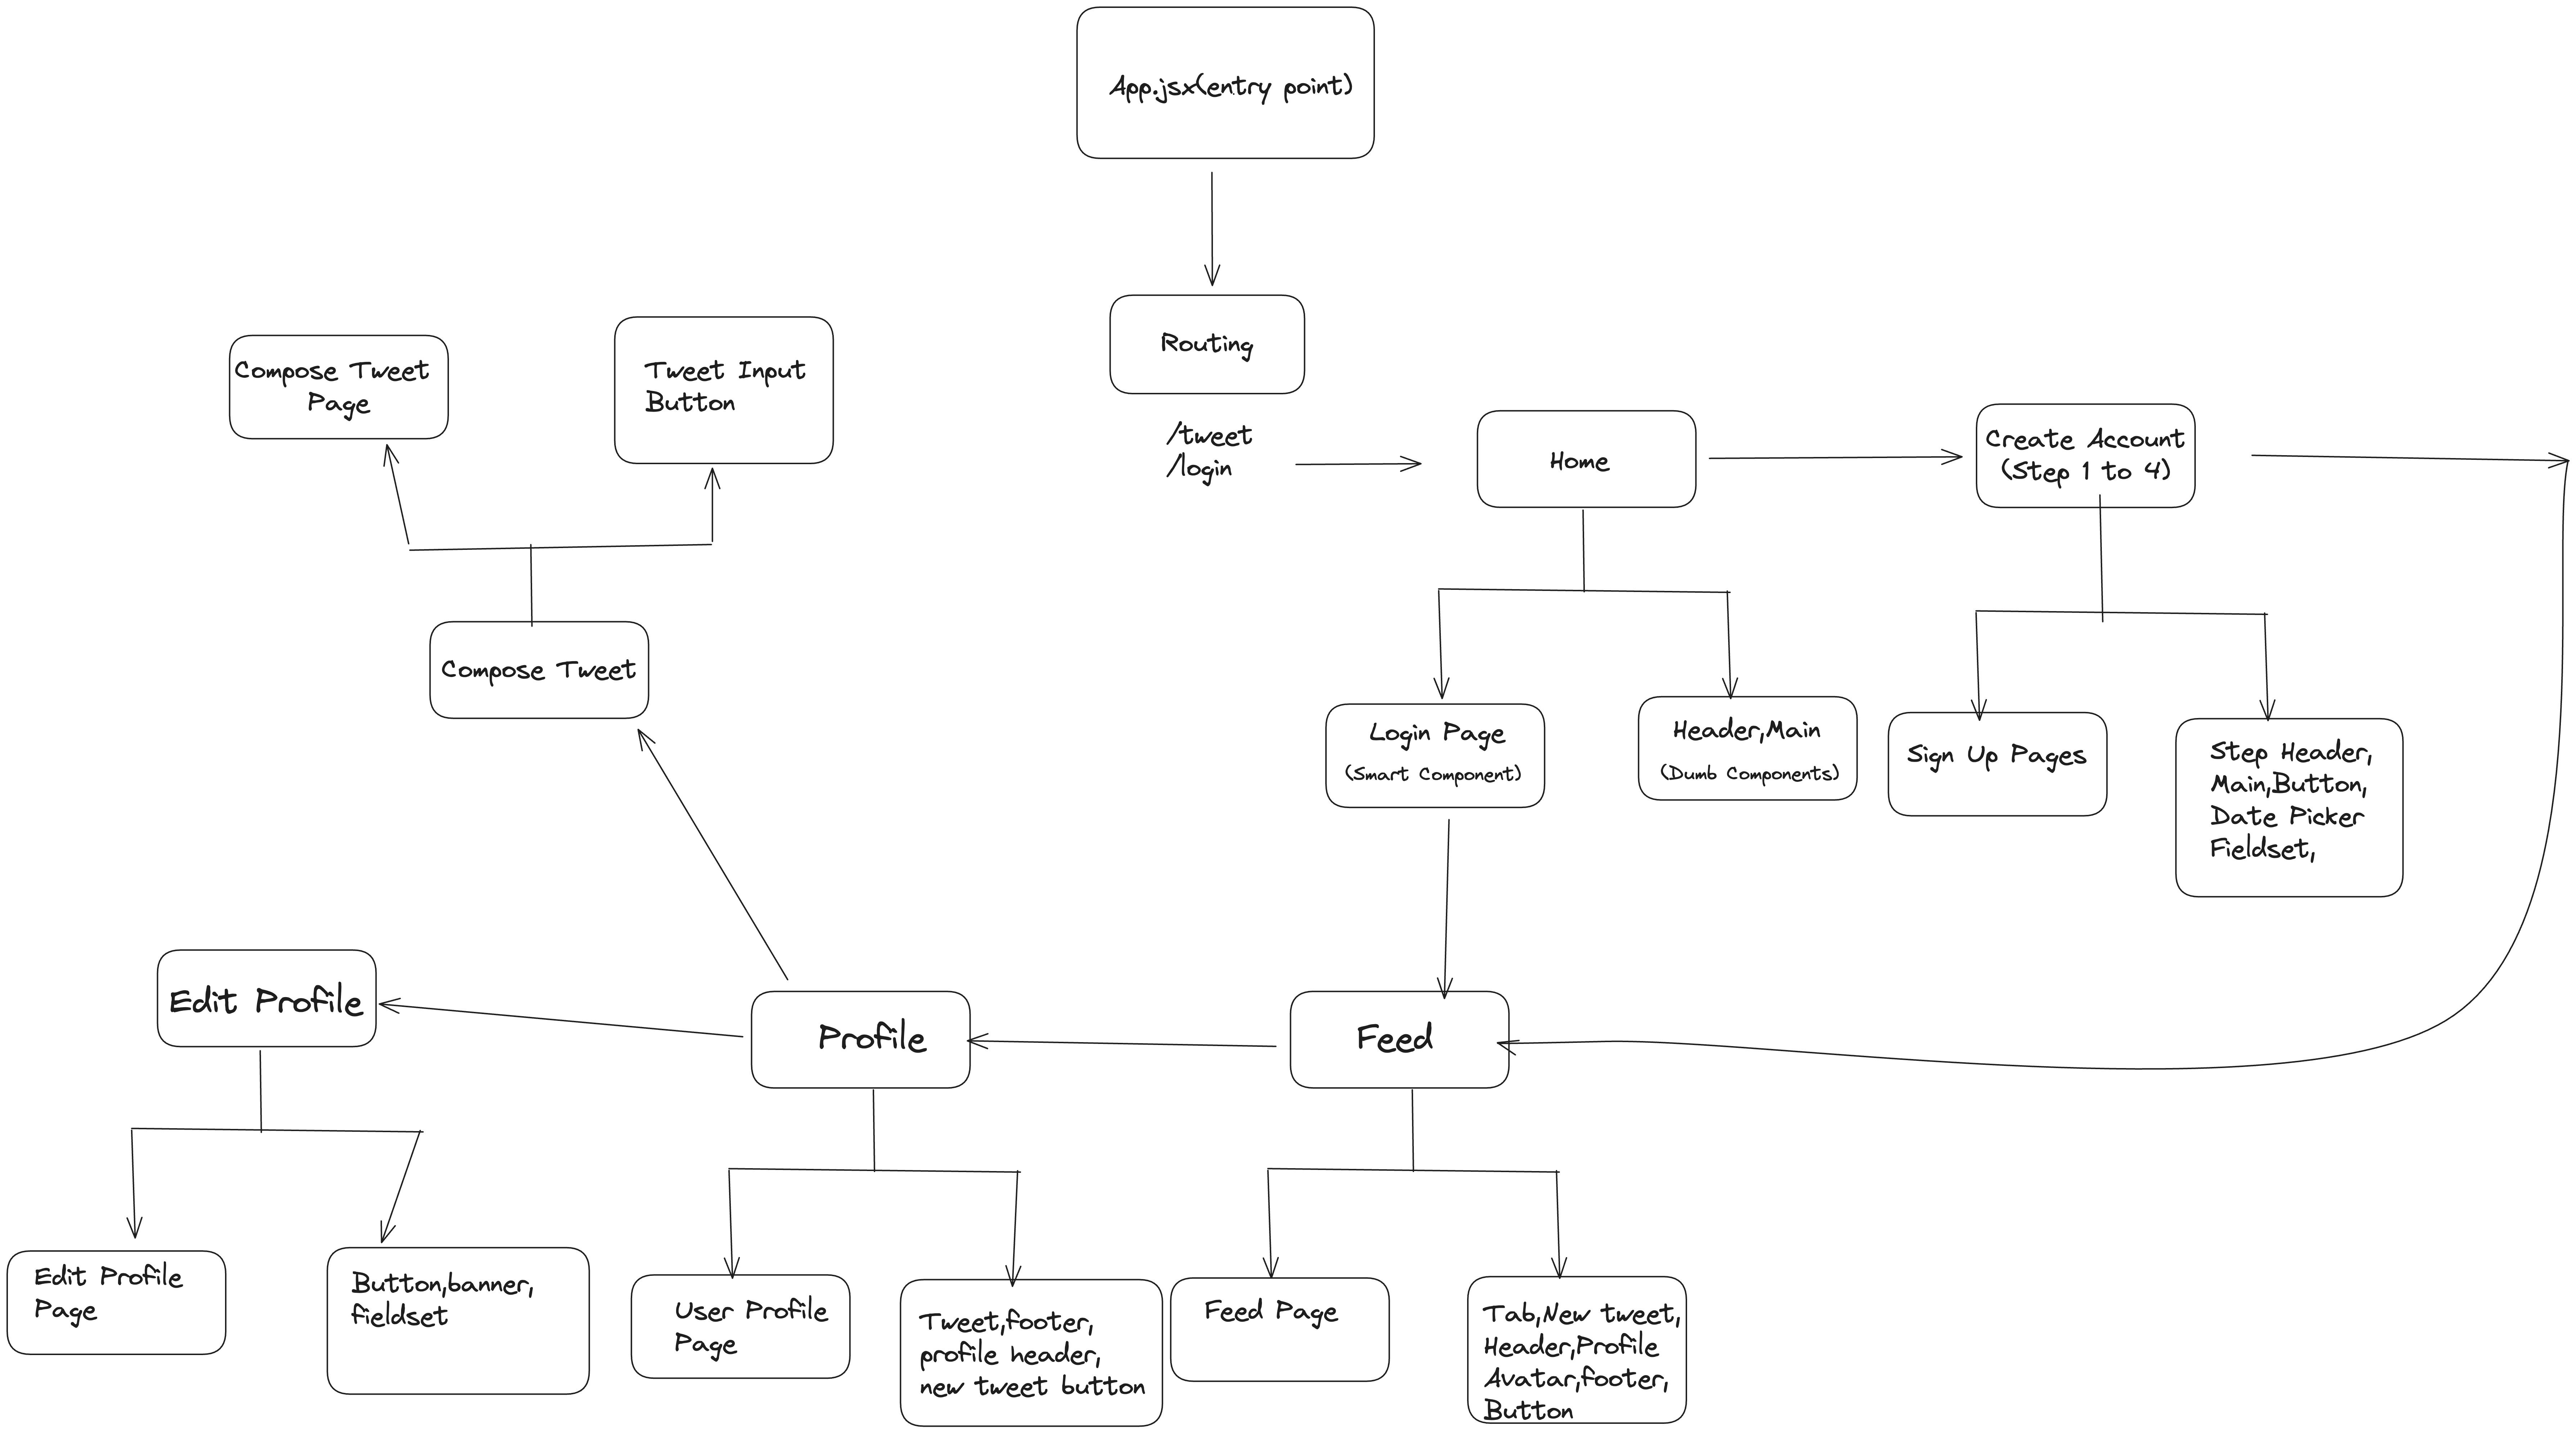 App.jsx(entry point)
Routing
/tweet
/login
Compose Tweet
Page
Tweet Input
Button
Home
Create Account
(Step 1 to 4)
Compose Tweet
Login Page
(Smart Component)
Header,Main
(Dumb Components)
Sign Up Pages
Step Header,
Main,Button,
Date Picker
Fieldset,
Edit Profile
Profile
Feed
Edit Profile
Page
Button,banner,
fieldset
User Profile
Page
Tweet,footer,
profile header,
new tweet button
Feed Page
Tab,New tweet,
Header,Profile
Avatar,footer,
Button